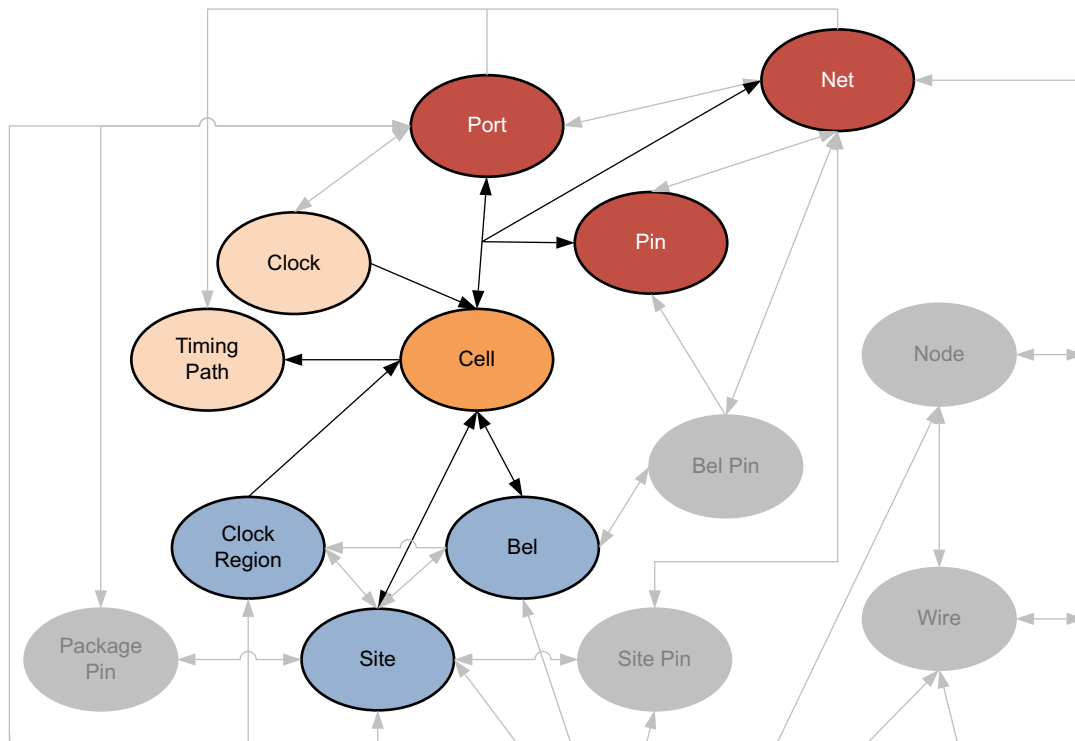 Net
Port
Pin
Clock
Timing
Path
Cell
Node
Bel Pin
Clock
Region
Bel
Wire
Package
Pin
Site
Site Pin